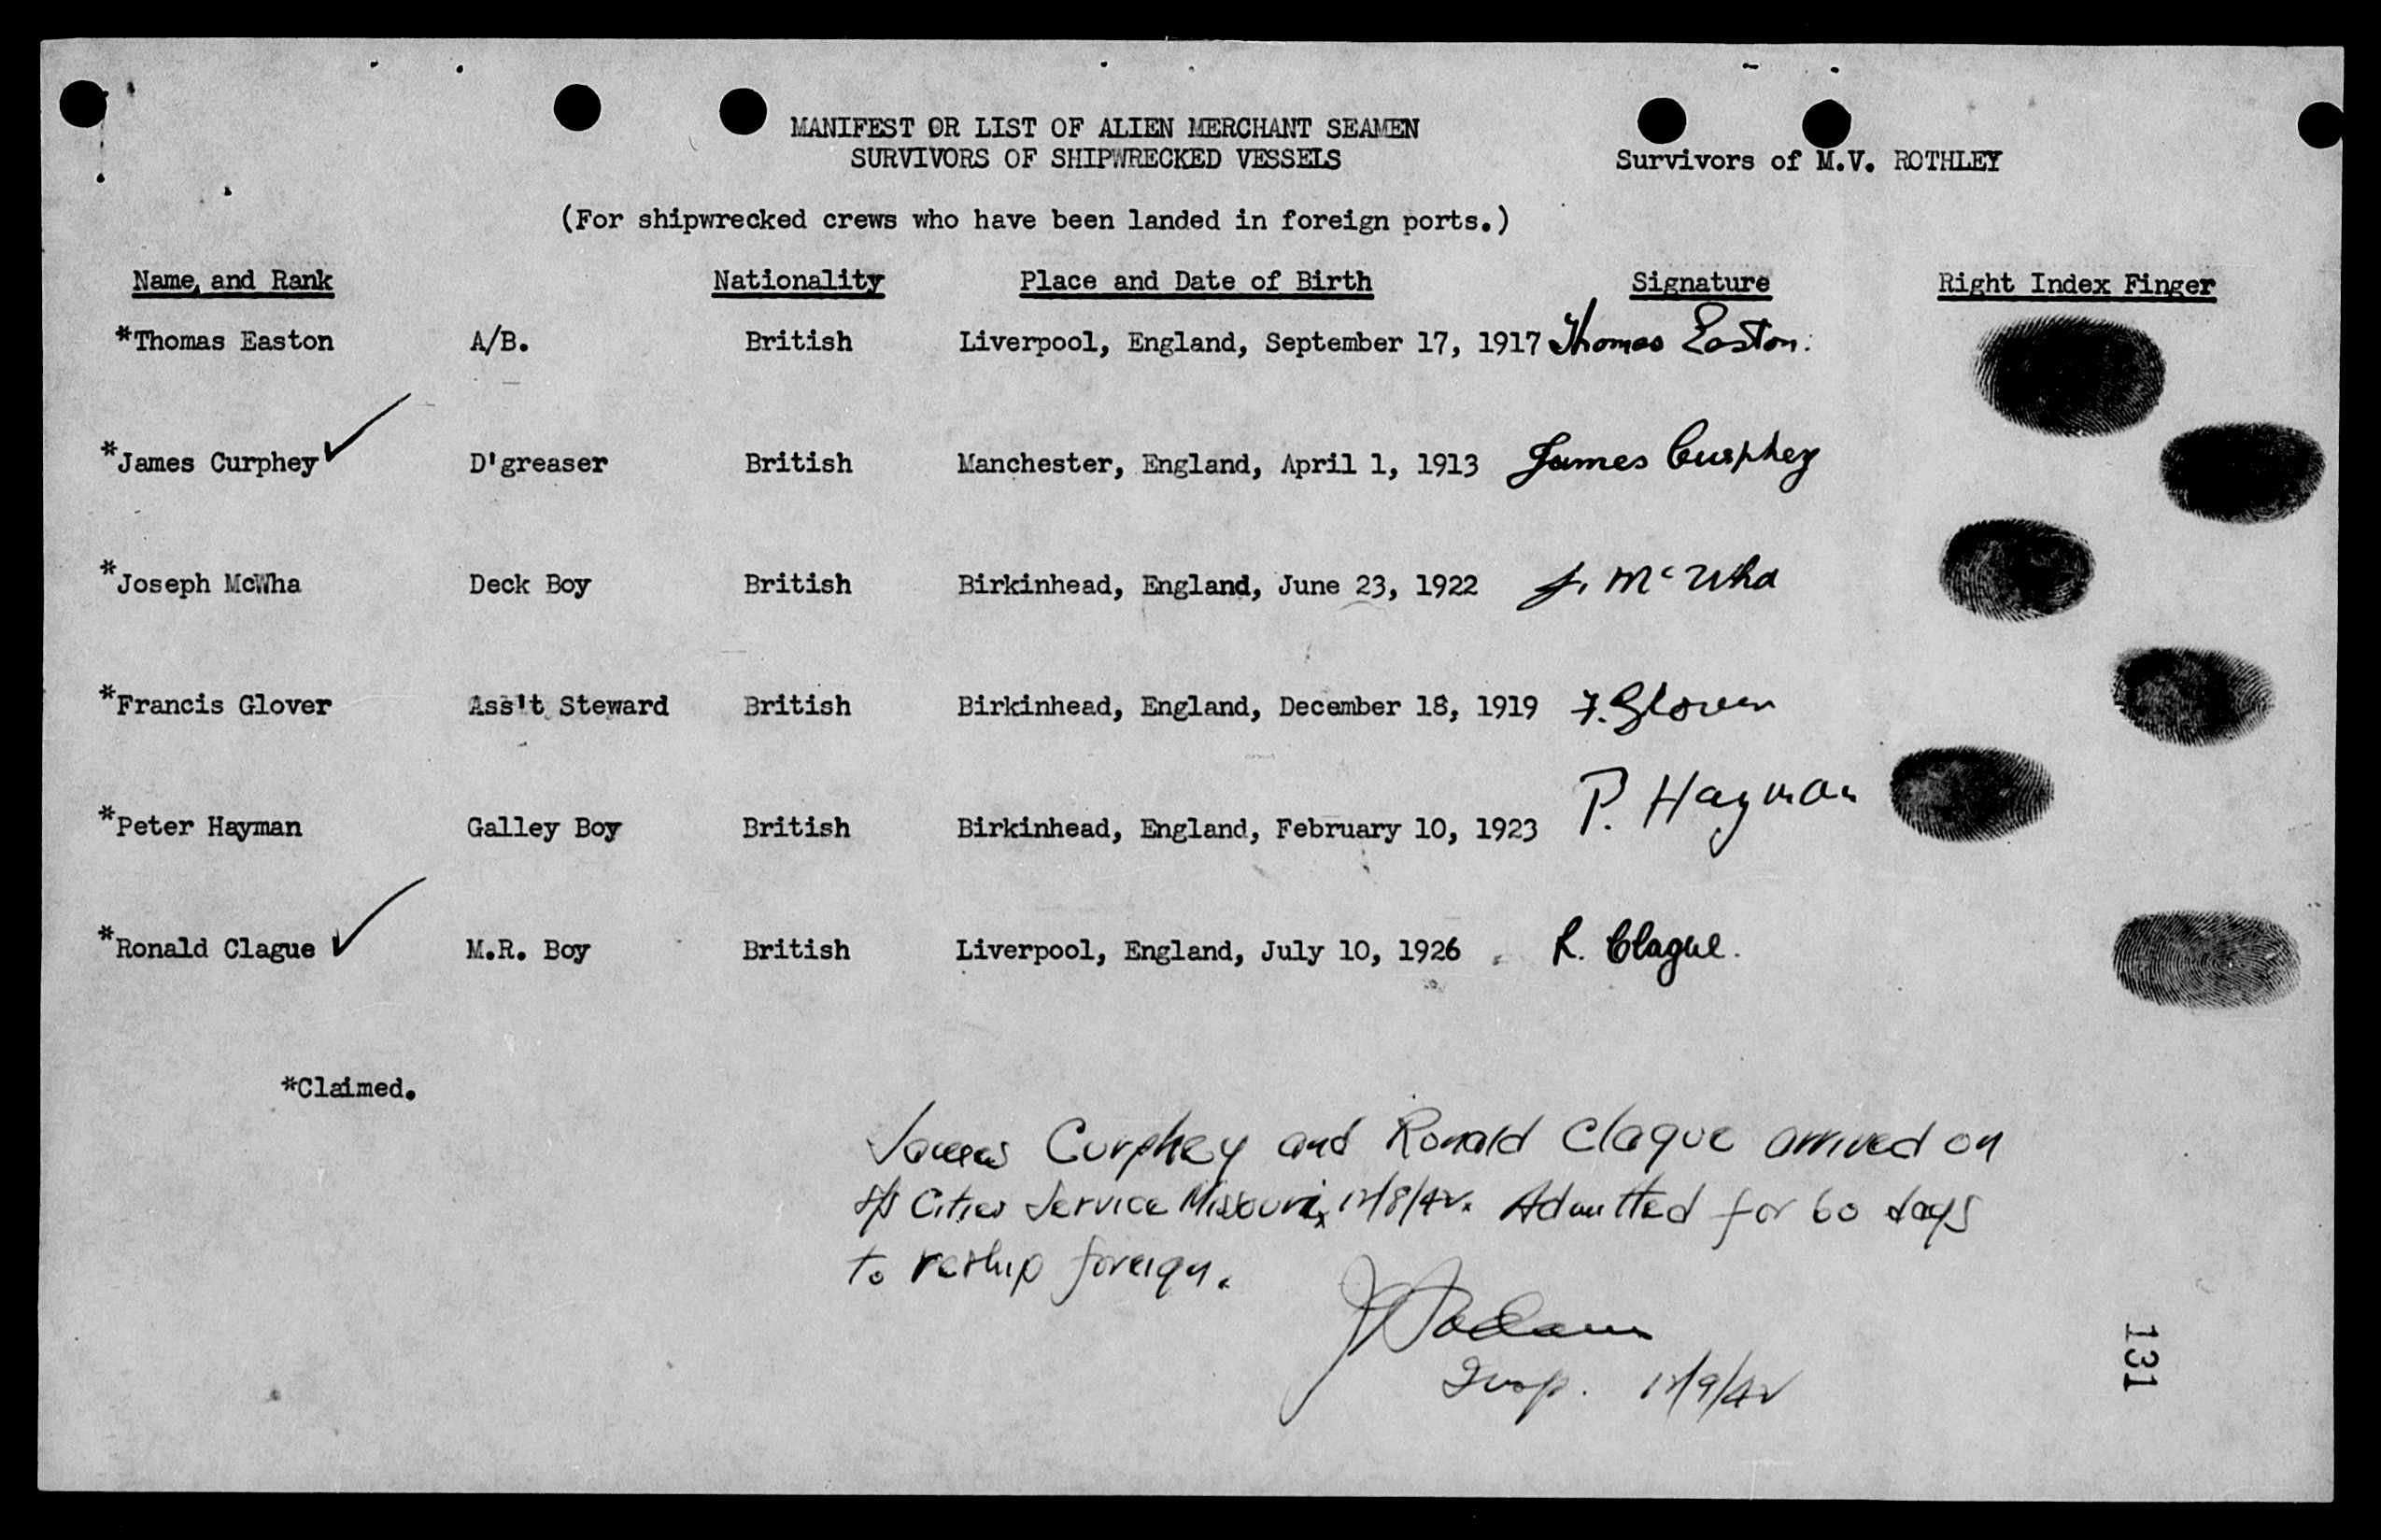 MANIFEST OR LIST OF ALIEN MERCHANT SEAMEN
SURVIVORS OF SHIPWRECKED VESSELS
Survivors of M.V. ROTHLEY
(For shipwrecked crews who have been landed in foreign ports.)
Name, and Rank Nationality Place and Date of Birth Signature Right Index Finger
*Thomas Easton A/B. British Liverpool, England, September 17, 1917 Thomas Easton.
*James Curphey D'greaser British Manchester, England, April 1, 1913 James Curphey
*Joseph McWha Deck Boy British Birkinhead, England, June 23, 1922 J. McWha
*Francis Glover Ass't Steward British Birkinhead, England, December 18, 1919 F. Glover
*Peter Hayman Galley Boy British Birkinhead, England, February 10, 1923 P. Hayman
*Ronald Clague M.R. Boy British Liverpool, England, July 10, 1926 R. Clague.
*Claimed.
James Curphey and Ronald Clague arrived on
s/s Cities Service Missouri, 12/8/42. Admitted for 60 days
to reship foreign.
Insp. 12/9/42
131